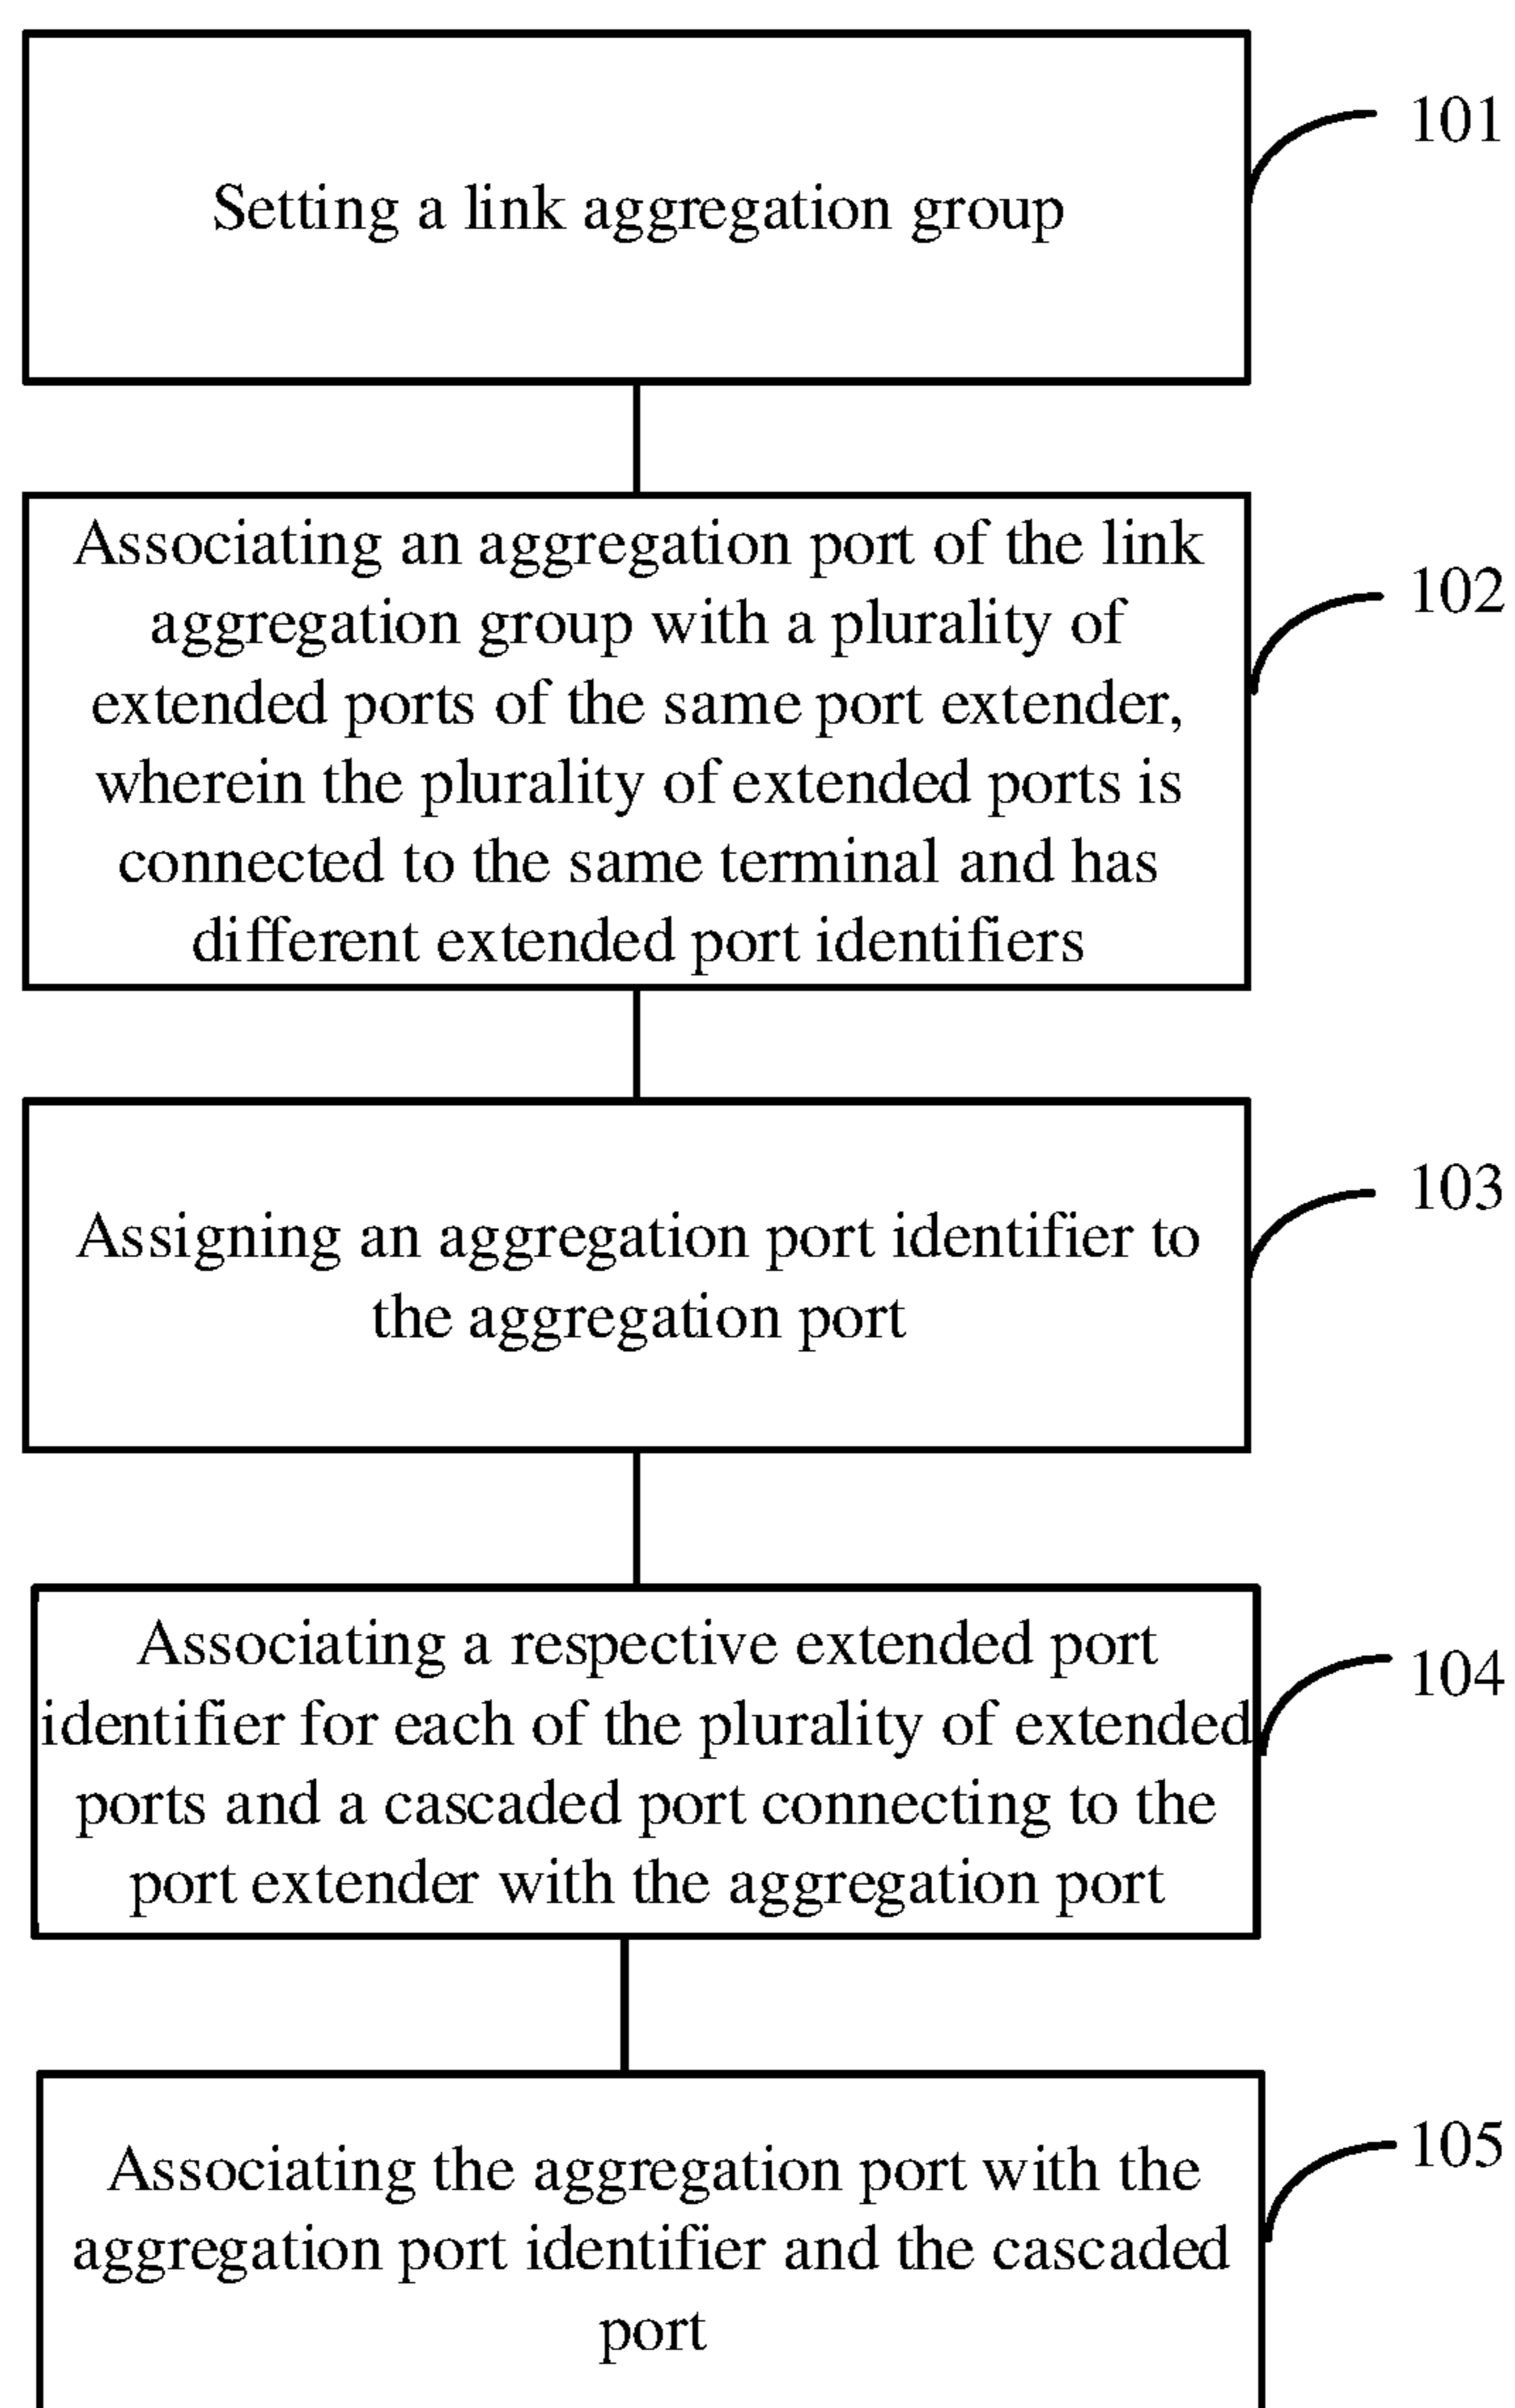 Setting a link aggregation group
101
Associating an aggregation port of the link
aggregation group with a plurality of
extended ports of the same port extender,
wherein the plurality of extended ports is
connected to the same terminal and has
different extended port identifiers
102
Assigning an aggregation port identifier to
the aggregation port
103
Associating a respective extended port
identifier for each of the plurality of extended
ports and a cascaded port connecting to the
port extender with the aggregation port
104
Associating the aggregation port with the
aggregation port identifier and the cascaded
port
105